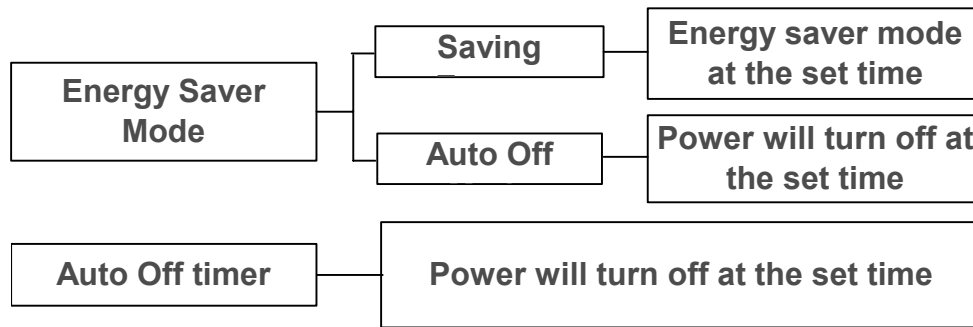 Energy Saver
Mode
Saving
Energy saver mode
at the set time
Auto Off
Power will turn off at
the set time
Auto Off timer
Power will turn off at the set time